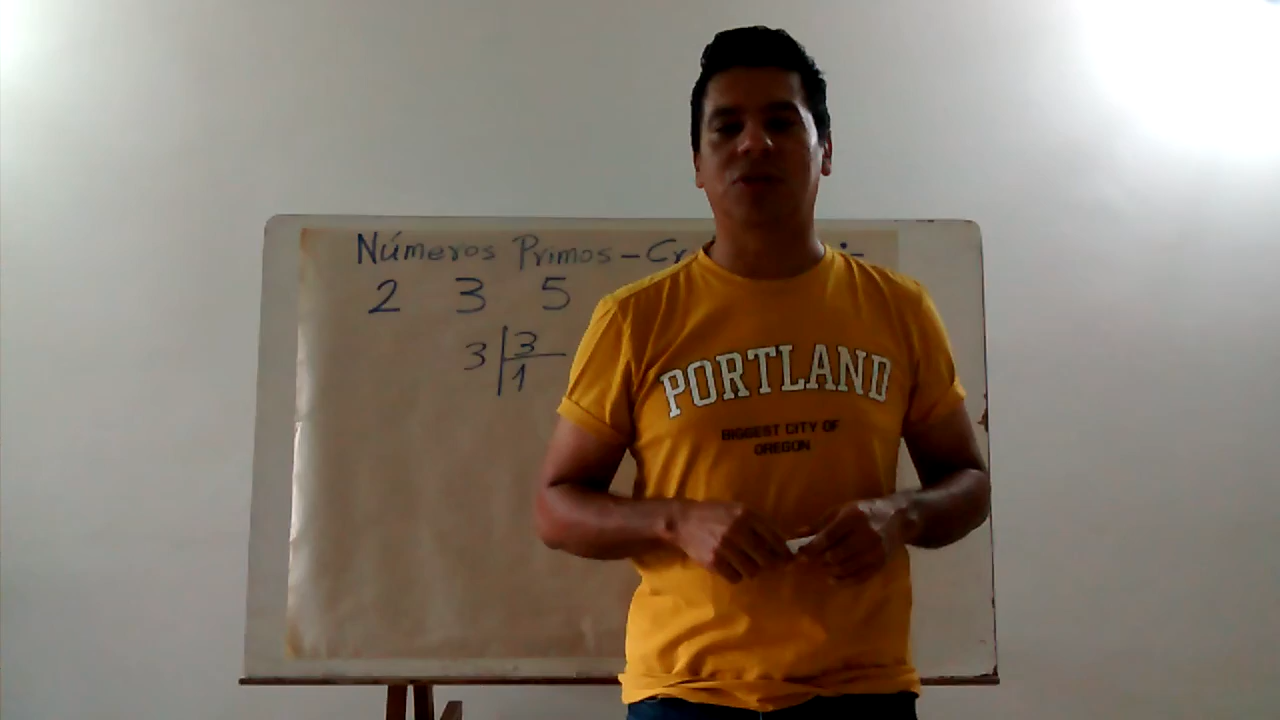 Números Primos - Cr
2 3 5
3 3
1
PORTLAND
BIGGEST CITY OF
OREGON